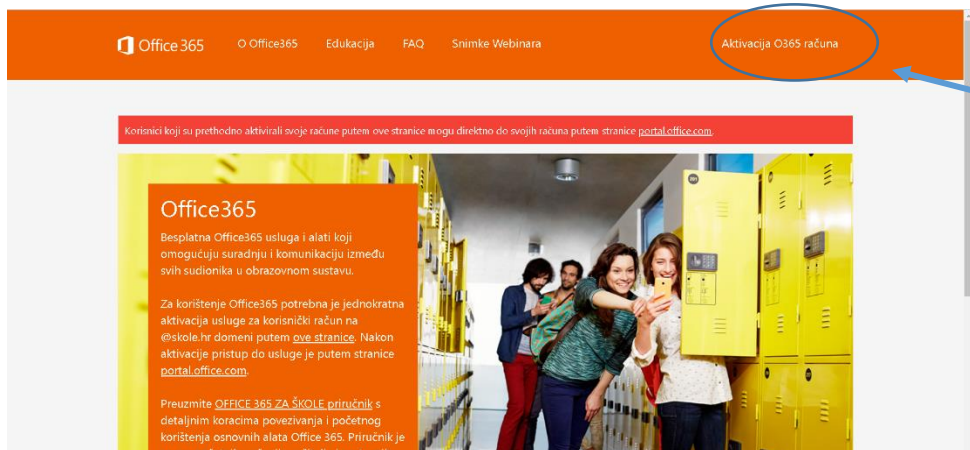 Office 365 O Office365 Edukacija FAQ Snimke Webinara Aktivacija O365 računa
Korisnici koji su prethodno aktivirali svoje račune putem ove stranice mogu direktno do svojih računa putem stranice portal.office.com.
Office365
Besplatna Office365 usluga i alati koji
omogućuju suradnju i komunikaciju između
svih sudionika u obrazovnom sustavu.
Za korištenje Office365 potrebna je jednokratna
aktivacija usluge za korisnički račun na
@skole.hr domeni putem ove stranice. Nakon
aktivacije pristup do usluge je putem stranice
portal.office.com.
Preuzmite OFFICE 365 ZA ŠKOLE priručnik s
detaljnim koracima povezivanja i početnog
korištenja osnovnih alata Office 365. Priručnik je